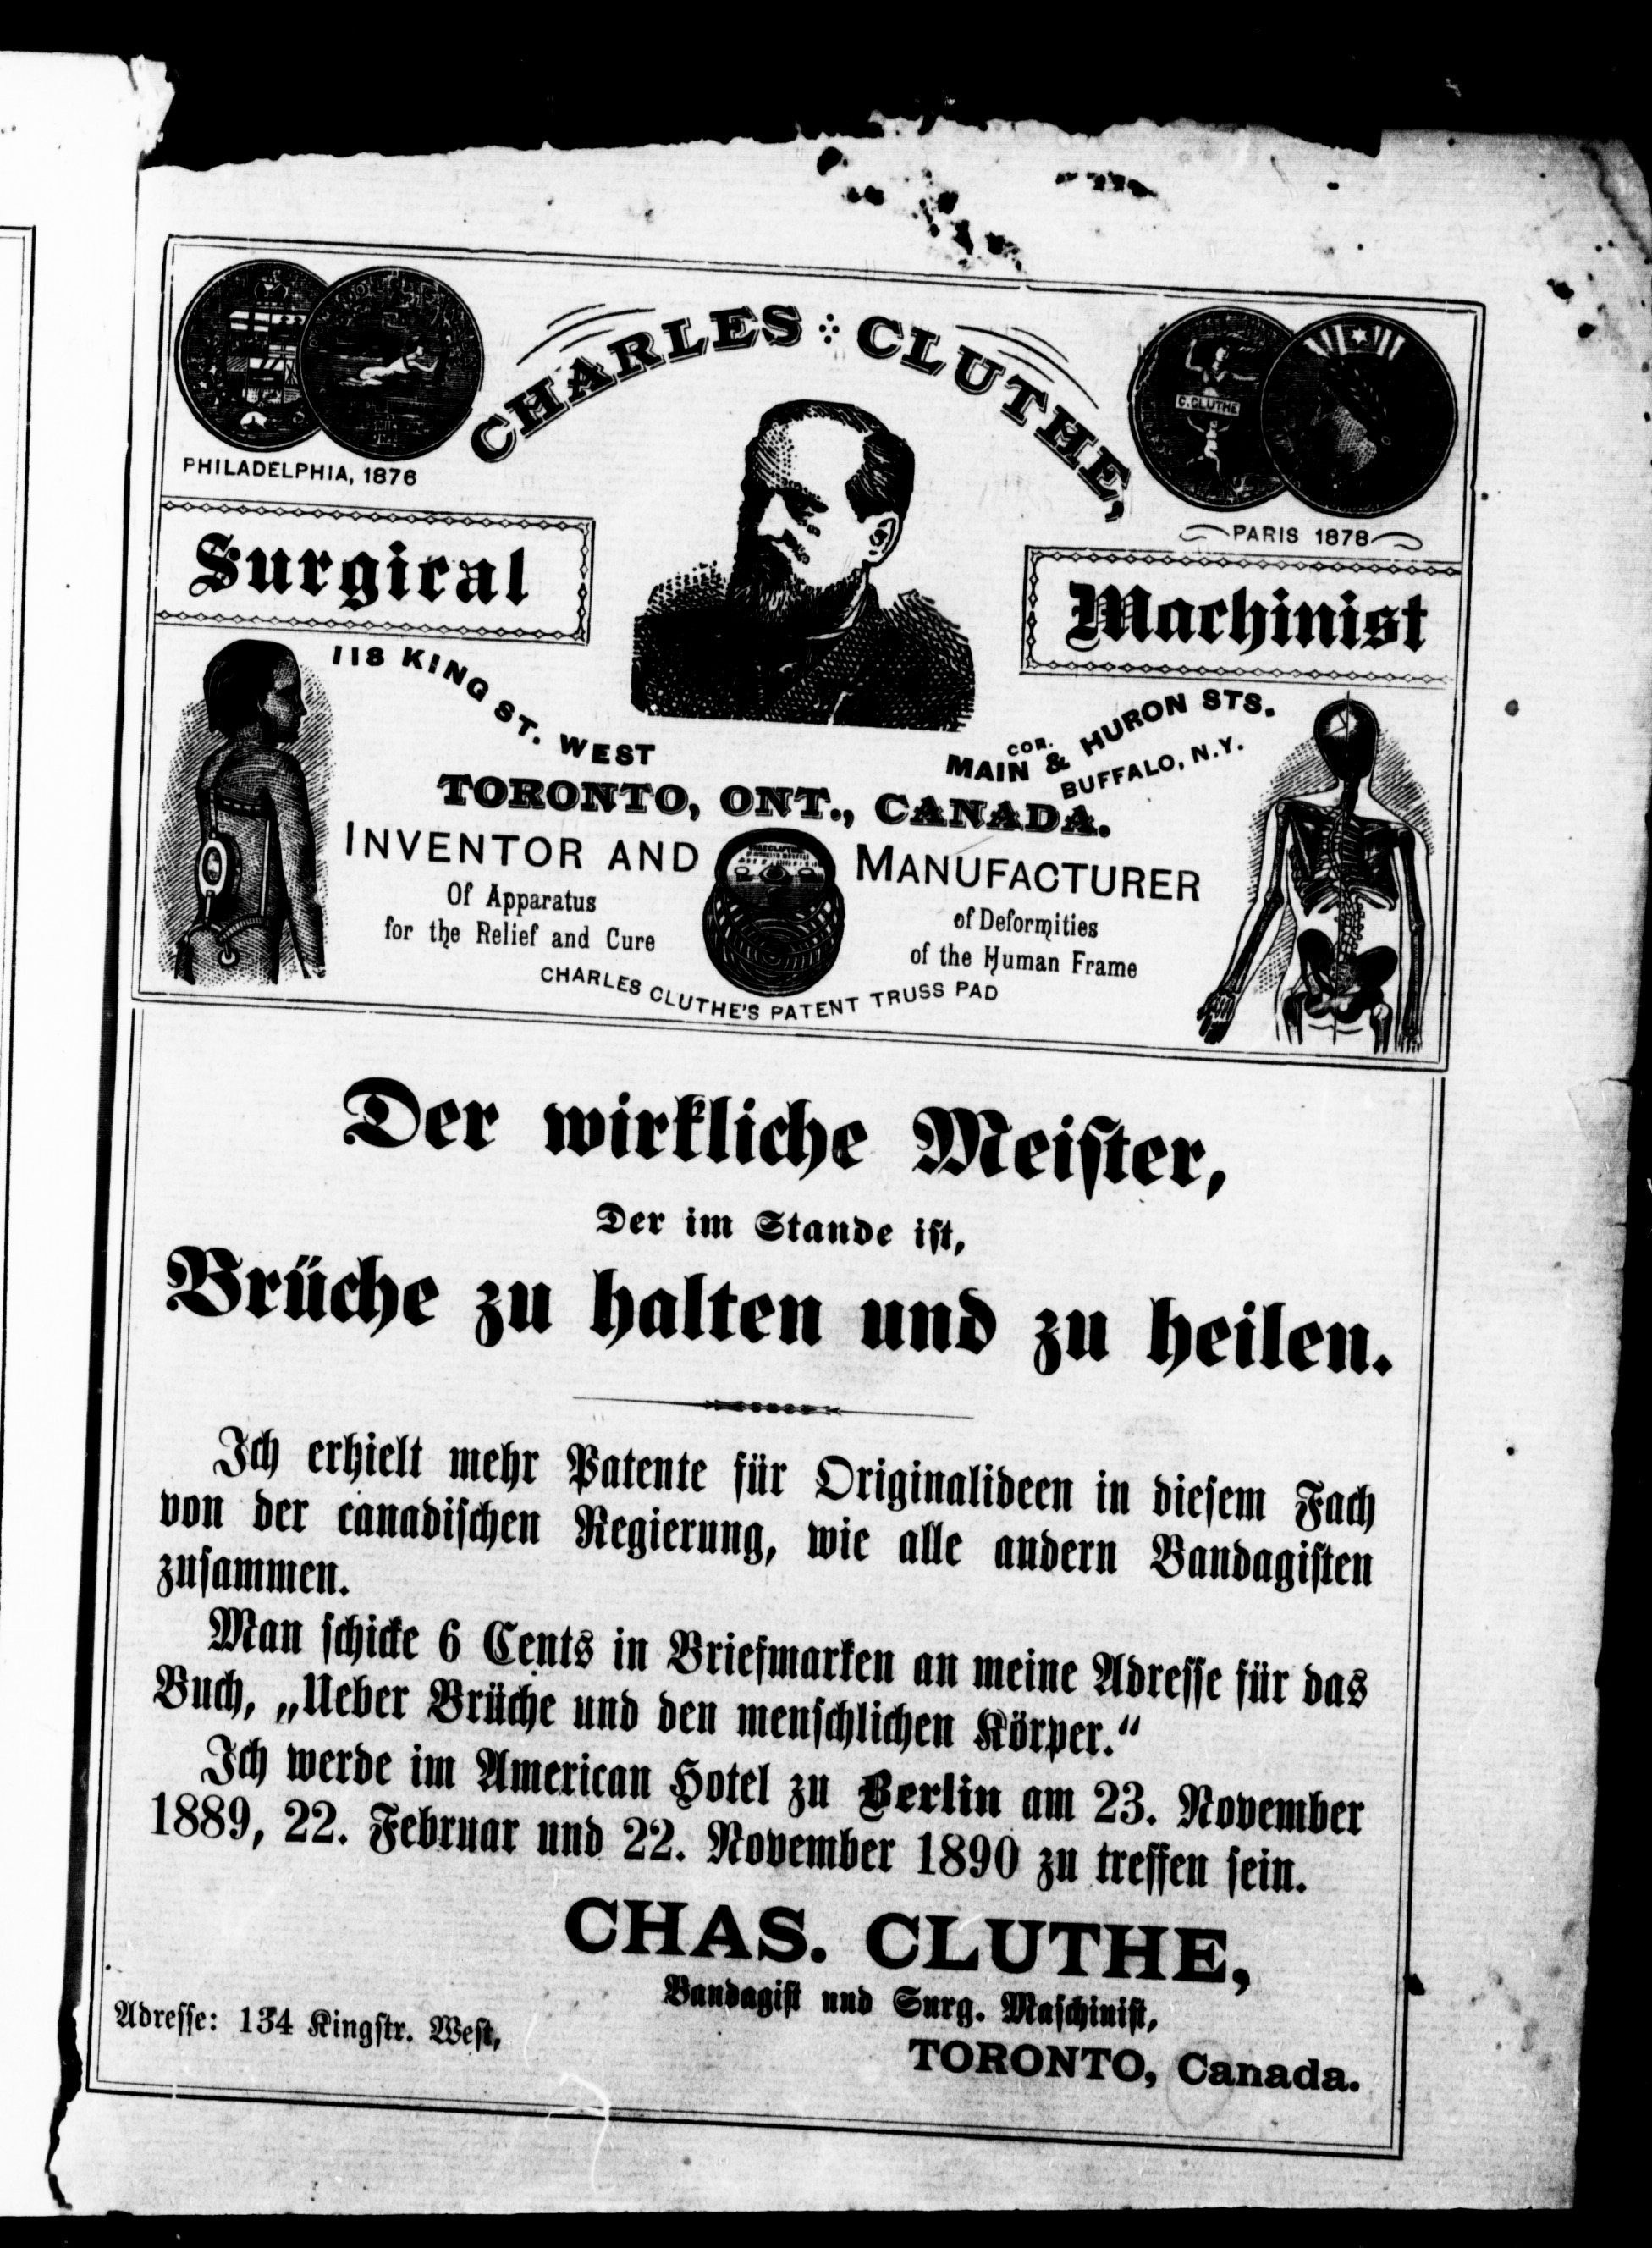 CHARLES CLUTHE,
C. CLUTHE
PHILADELPHIA, 1876
PARIS 1878
Surgical
Machinist
118 KING ST. WEST
COR.
MAIN & HURON STS.
BUFFALO, N.Y.
TORONTO, ONT., CANADA.
INVENTOR AND MANUFACTURER
Of Apparatus
for the Relief and Cure
of Deformities
of the Human Frame
CHARLES CLUTHE'S PATENT TRUSS PAD
Der wirkliche Meiſter,
Der im Stande iſt,
Brüche zu halten und zu heilen.
Ich erhielt mehr Patente für Originalideen in dieſem Fach
von der canadiſchen Regierung, wie alle andern Bandagiſten
zuſammen.
Man ſchicke 6 Cents in Briefmarken an meine Adreſſe für das
Buch, „Ueber Brüche und den menſchlichen Körper.“
Ich werde im American Hotel zu Berlin am 23. November
1889, 22. Februar und 22. November 1890 zu treffen ſein.
CHAS. CLUTHE,
Bandagiſt und Surg. Maſchiniſt,
Adreſſe: 134 Kingſtr. Weſt,
TORONTO, Canada.